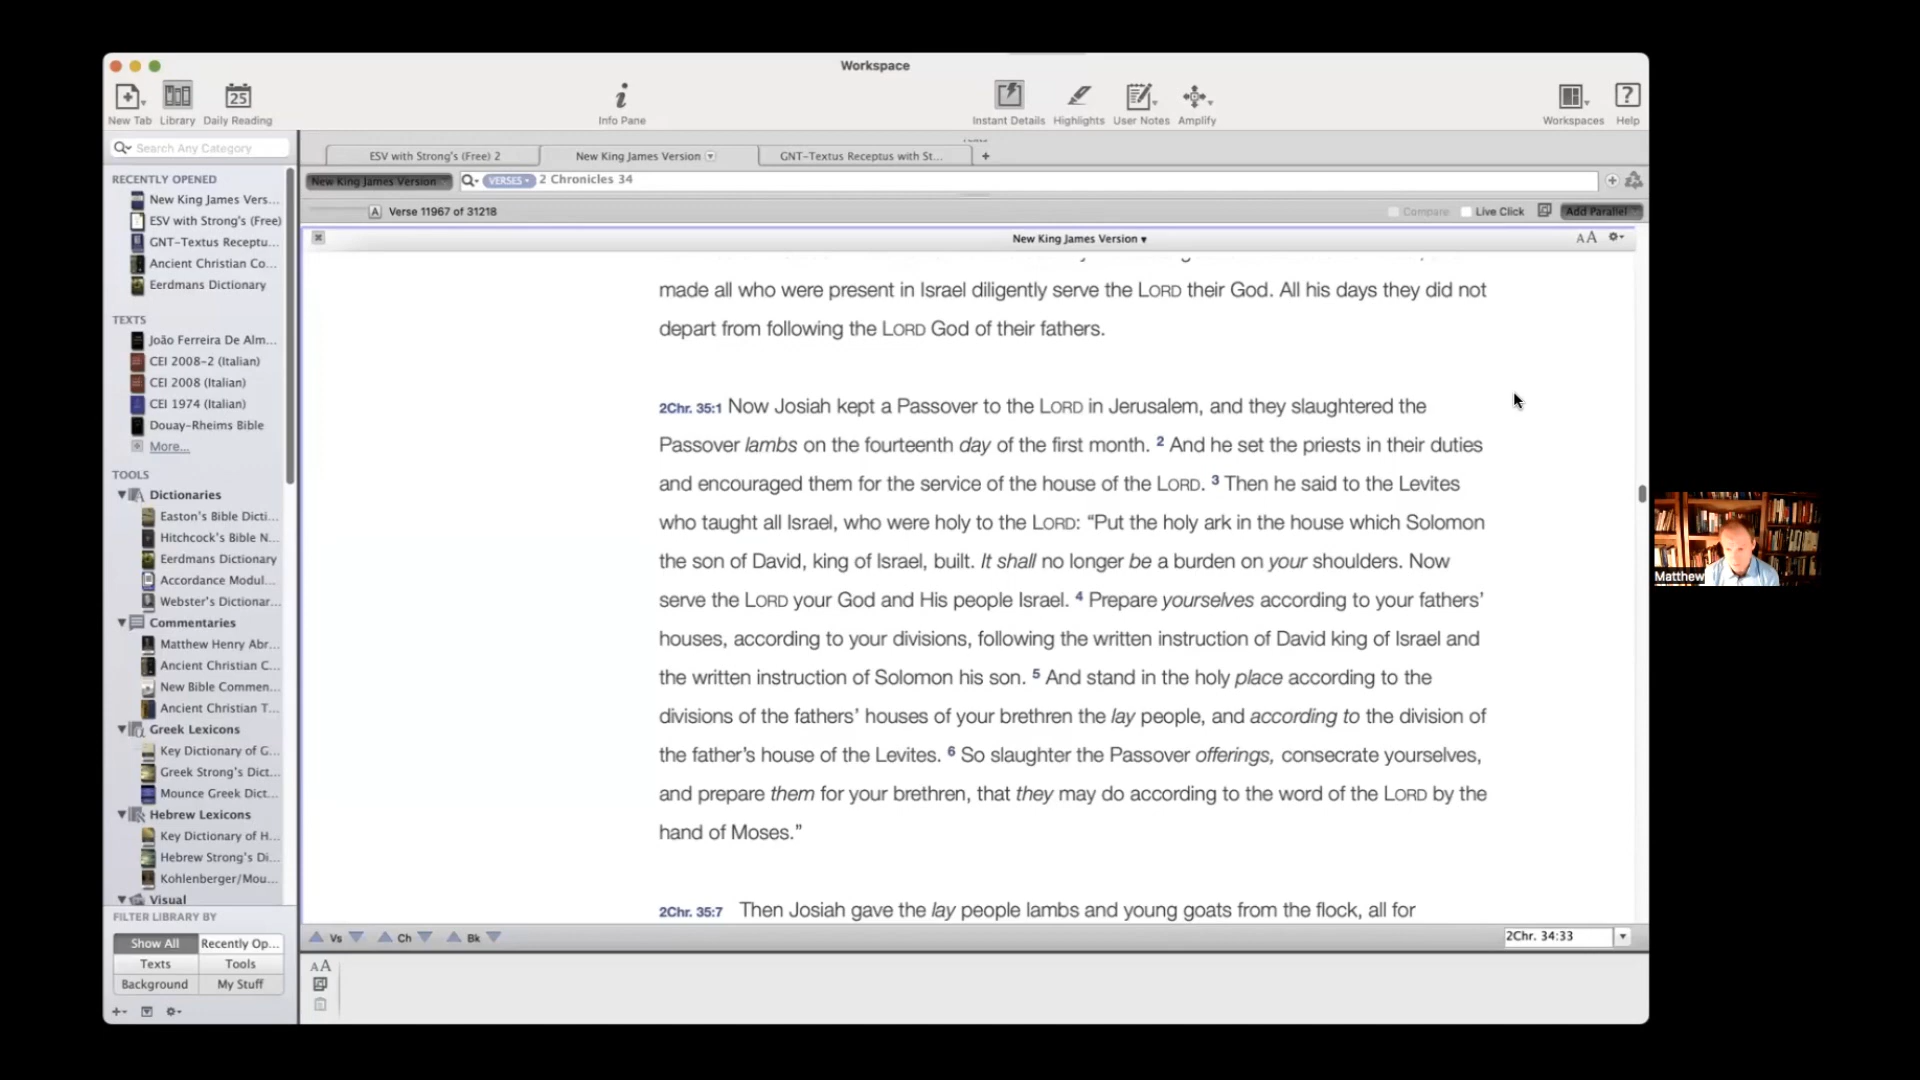 Workspace
New Tab
Library
25
Daily Reading
Info Pane
Instant Details
Highlights
User Notes
Amplify
Workspaces
Help
Search Any Category
ESV with Strong's (Free) 2
New King James Version
GNT-Textus Receptus with St...
New King James Version
VERSES
2 Chronicles 34
A Verse 11967 of 31218
Compare
Live Click
Add Parallel
New King James Version
AA
RECENTLY OPENED
New King James Vers...
ESV with Strong's (Free)
GNT-Textus Receptu...
Ancient Christian Co...
Eerdmans Dictionary
TEXTS
João Ferreira De Alm...
CEI 2008-2 (Italian)
CEI 2008 (Italian)
CEI 1974 (Italian)
Douay-Rheims Bible
More...
TOOLS
Dictionaries
Easton's Bible Dicti...
Hitchcock's Bible N...
Eerdmans Dictionary
Accordance Modul...
Webster's Dictionar...
Commentaries
Matthew Henry Abr...
Ancient Christian C...
New Bible Commen...
Ancient Christian T...
Greek Lexicons
Key Dictionary of G...
Greek Strong's Dict...
Mounce Greek Dict...
Hebrew Lexicons
Key Dictionary of H...
Hebrew Strong's Di...
Kohlenberger/Mou...
Visual
FILTER LIBRARY BY
Show All
Recently Op...
Texts
Tools
Background
My Stuff
made all who were present in Israel diligently serve the LORD their God. All his days they did not
depart from following the LORD God of their fathers.
2Chr. 35:1 Now Josiah kept a Passover to the LORD in Jerusalem, and they slaughtered the
Passover lambs on the fourteenth day of the first month. 2 And he set the priests in their duties
and encouraged them for the service of the house of the LORD. 3 Then he said to the Levites
who taught all Israel, who were holy to the LORD: “Put the holy ark in the house which Solomon
the son of David, king of Israel, built. It shall no longer be a burden on your shoulders. Now
serve the LORD your God and His people Israel. 4 Prepare yourselves according to your fathers’
houses, according to your divisions, following the written instruction of David king of Israel and
the written instruction of Solomon his son. 5 And stand in the holy place according to the
divisions of the fathers’ houses of your brethren the lay people, and according to the division of
the father’s house of the Levites. 6 So slaughter the Passover offerings, consecrate yourselves,
and prepare them for your brethren, that they may do according to the word of the LORD by the
hand of Moses.”
2Chr. 35:7 Then Josiah gave the lay people lambs and young goats from the flock, all for
Vs
Ch
Bk
2Chr. 34:33
AA
Matthew